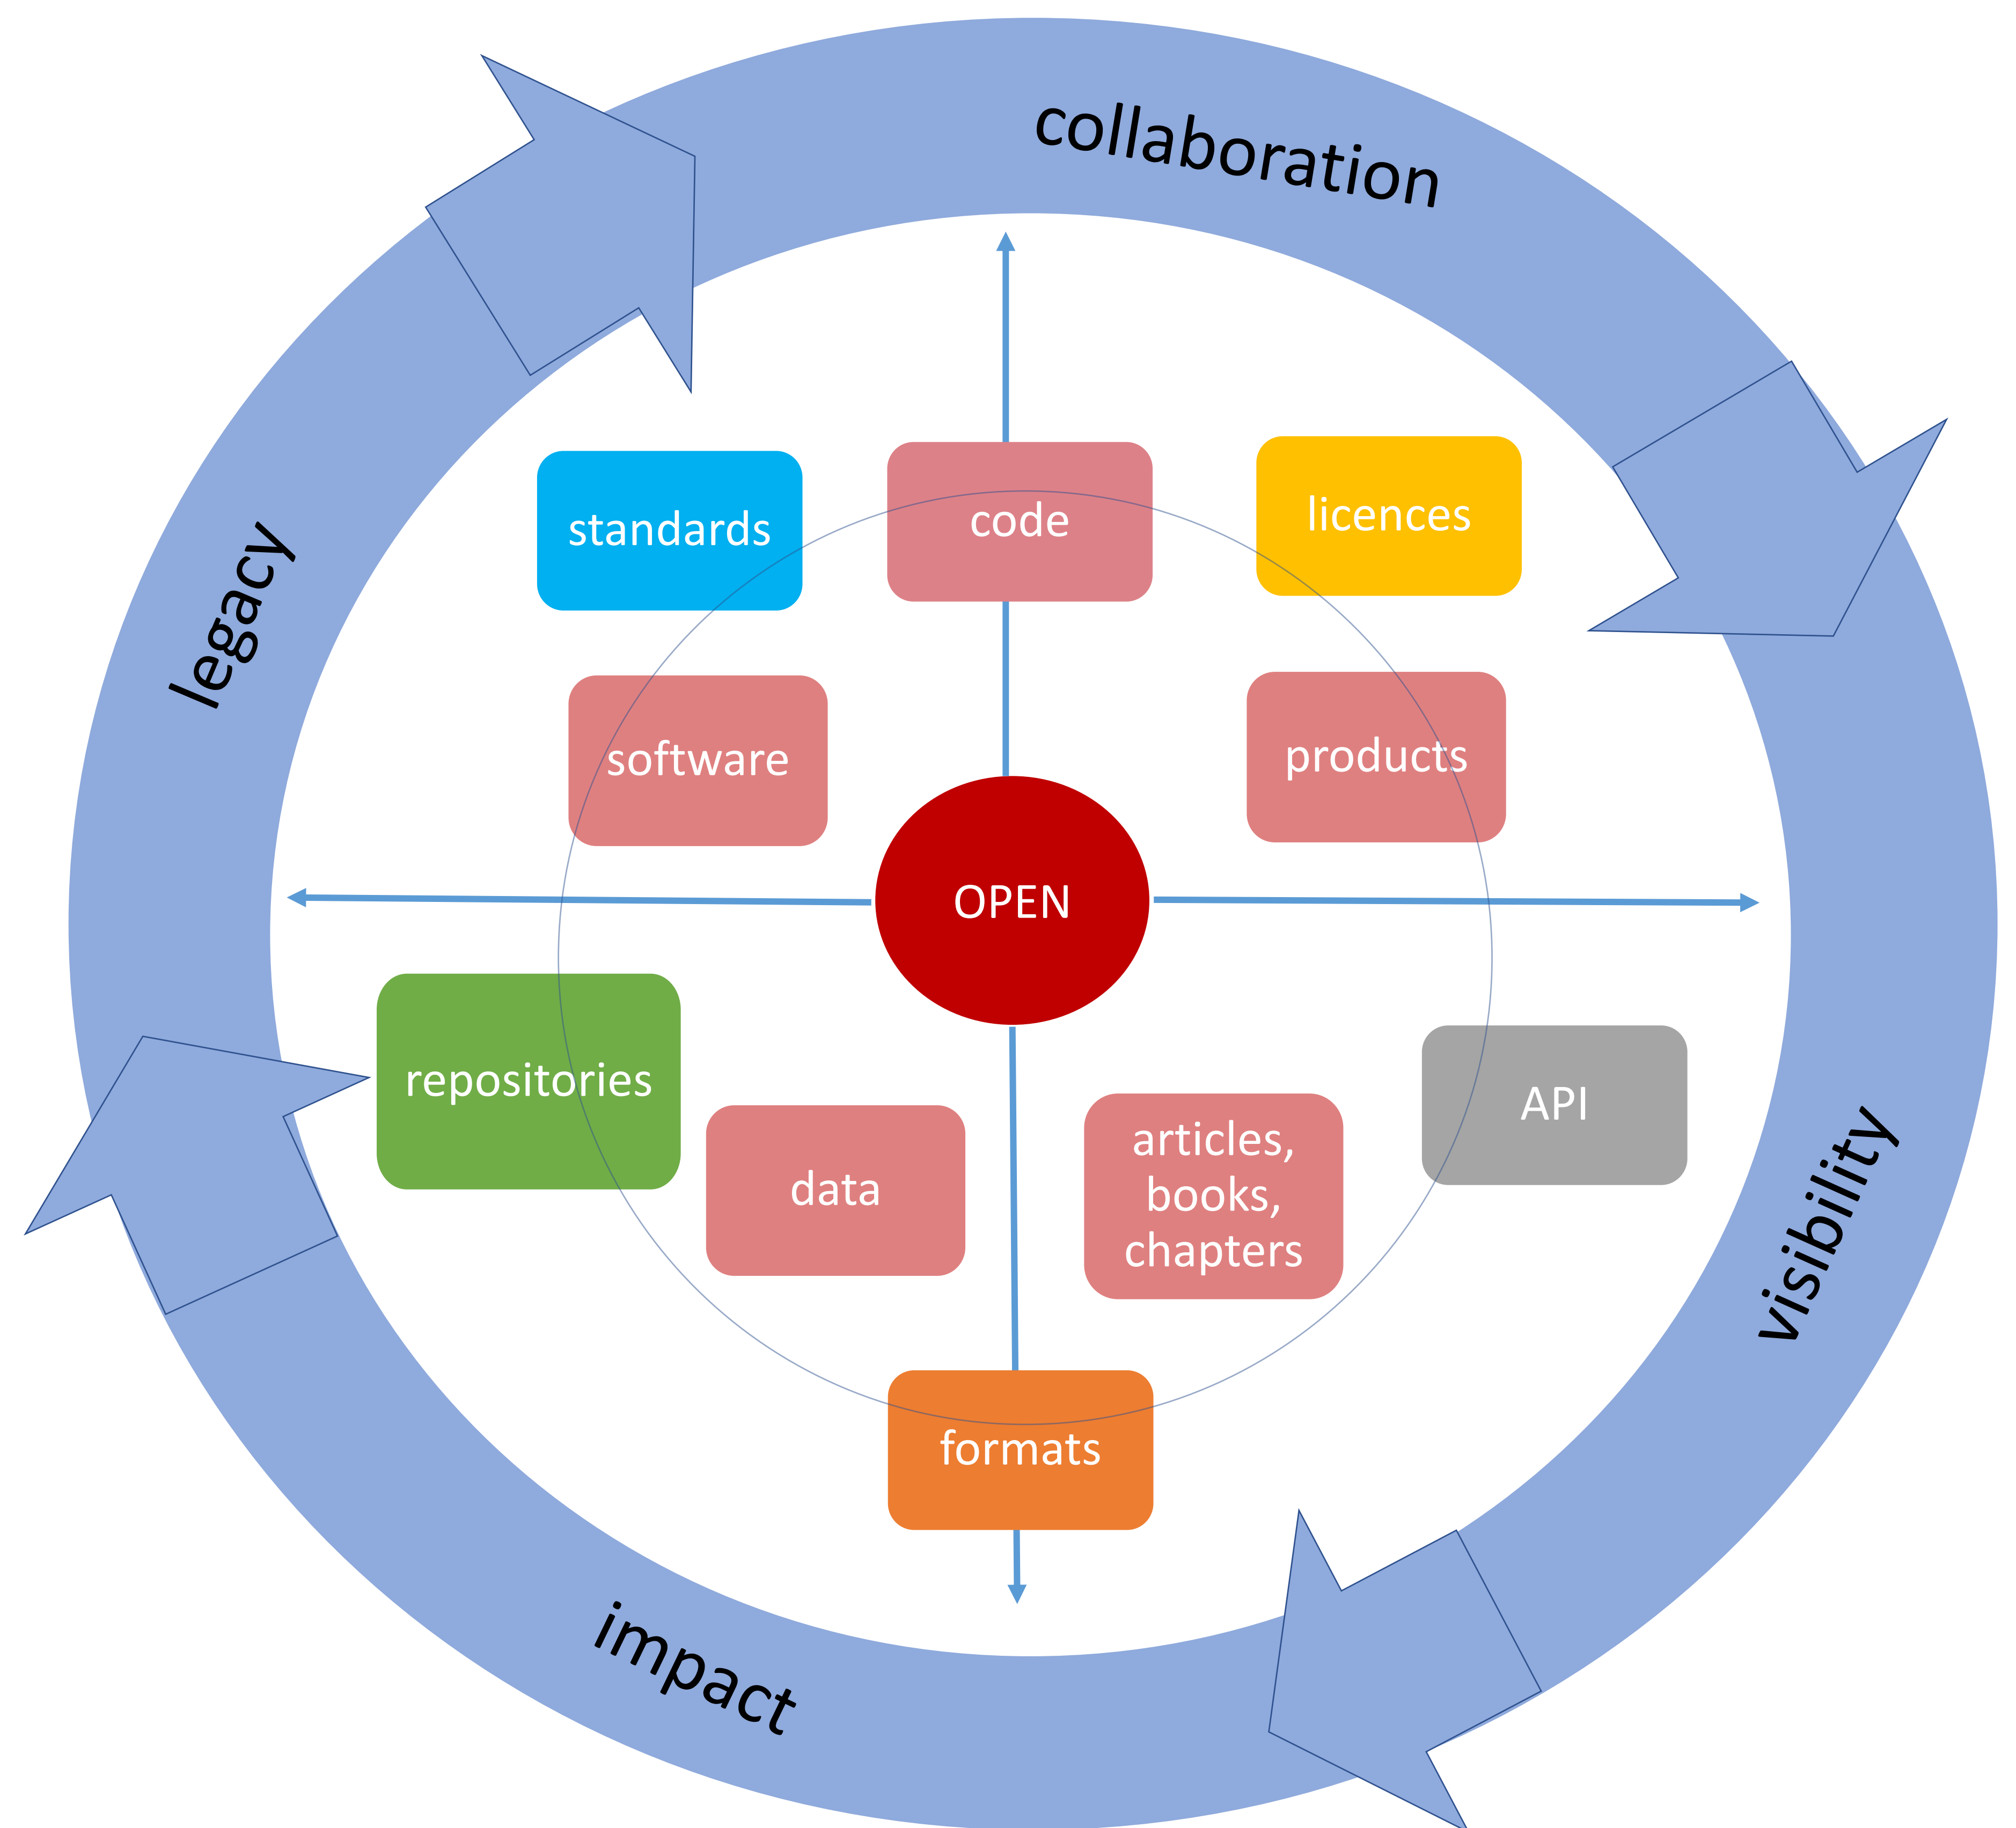 collaboration
legacy
standards
code
licences
software
products
OPEN
repositories
API
data
articles,
books,
chapters
visibility
formats
impact